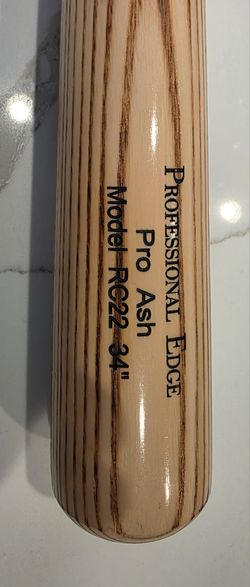 PROFESSIONAL EDGE
Pro Ash
Model RC22 34"